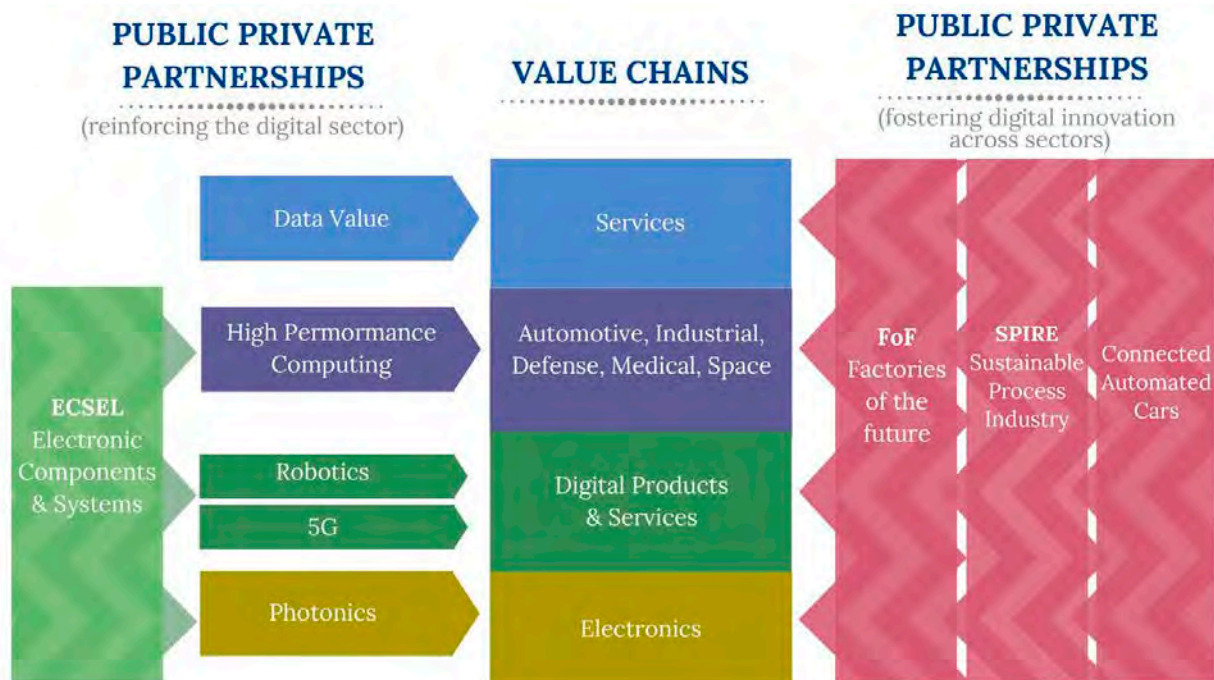 PUBLIC PRIVATE
PARTNERSHIPS
(reinforcing the digital sector)
VALUE CHAINS
PUBLIC PRIVATE
PARTNERSHIPS
(fostering digital innovation
across sectors)
ECSEL
Electronic
Components
& Systems
Data Value
High Permormance
Computing
Robotics
5G
Photonics
Services
Automotive, Industrial,
Defense, Medical, Space
Digital Products
& Services
Electronics
FoF
Factories
of the
future
SPIRE
Sustainable
Process
Industry
Connected
Automated
Cars